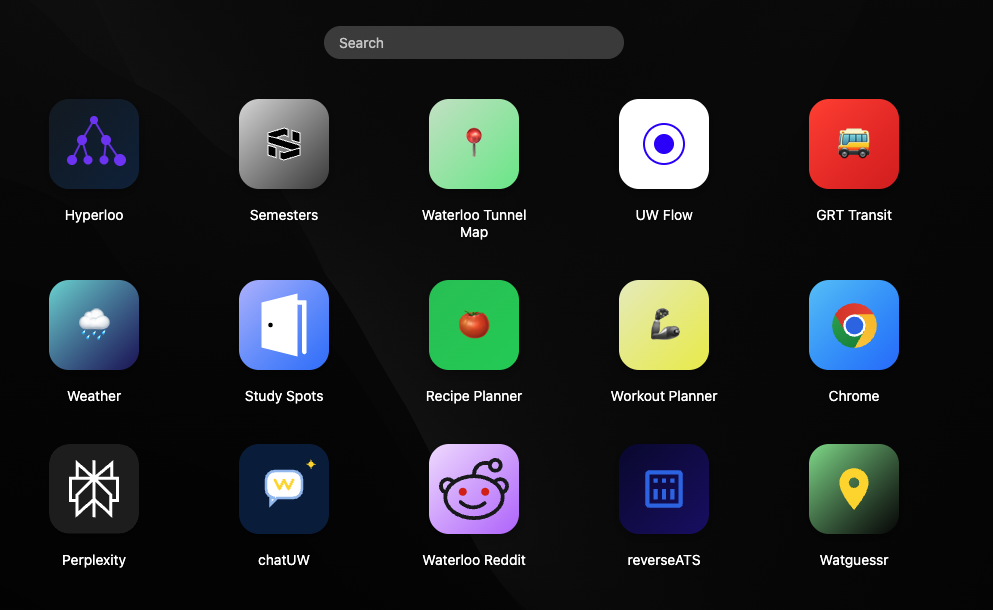 Search
Hyperloo
Semesters
Waterloo Tunnel
Map
UW Flow
GRT Transit
Weather
Study Spots
Recipe Planner
Workout Planner
Chrome
Perplexity
W
chatUW
Waterloo Reddit
reverseATS
Watguessr